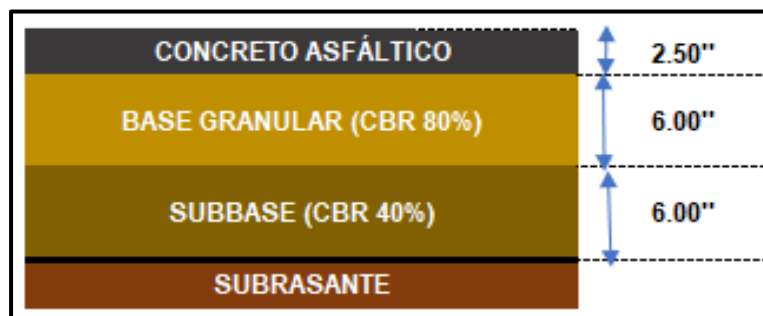 CONCRETO ASFÁLTICO 2.50''
BASE GRANULAR (CBR 80%) 6.00''
SUBBASE (CBR 40%) 6.00''
SUBRASANTE